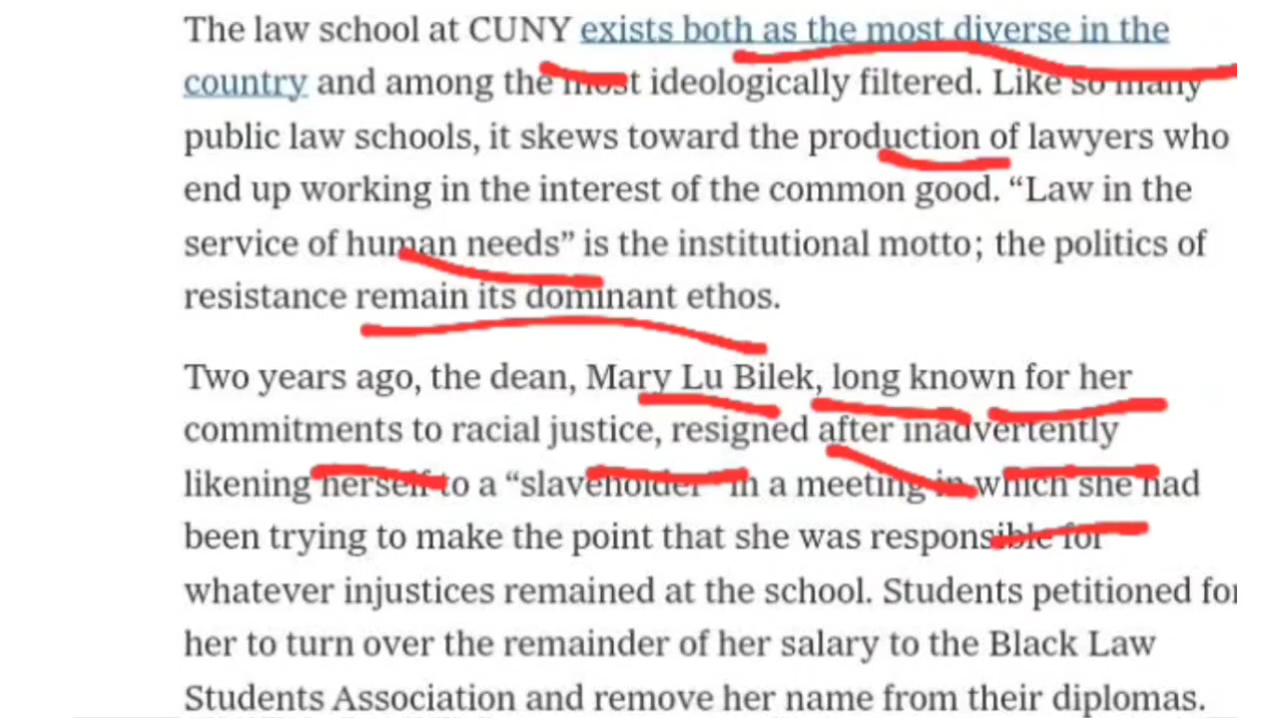 The law school at CUNY exists both as the most diverse in the
country and among the most ideologically filtered. Like so many
public law schools, it skews toward the production of lawyers who
end up working in the interest of the common good. “Law in the
service of human needs” is the institutional motto; the politics of
resistance remain its dominant ethos.
Two years ago, the dean, Mary Lu Bilek, long known for her
commitments to racial justice, resigned after inadvertently
likening herself to a “slaveholder” in a meeting in which she had
been trying to make the point that she was responsible for
whatever injustices remained at the school. Students petitioned for
her to turn over the remainder of her salary to the Black Law
Students Association and remove her name from their diplomas.